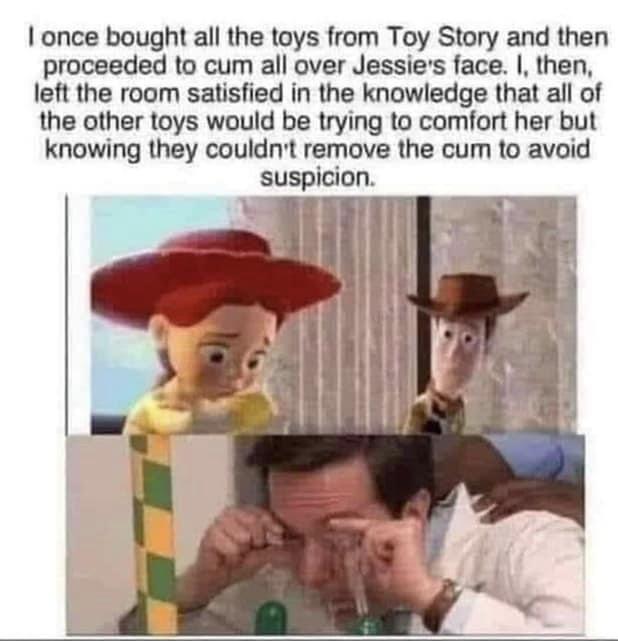 I once bought all the toys from Toy Story and then
proceeded to cum all over Jessie's face. I, then,
left the room satisfied in the knowledge that all of
the other toys would be trying to comfort her but
knowing they couldn't remove the cum to avoid
suspicion.